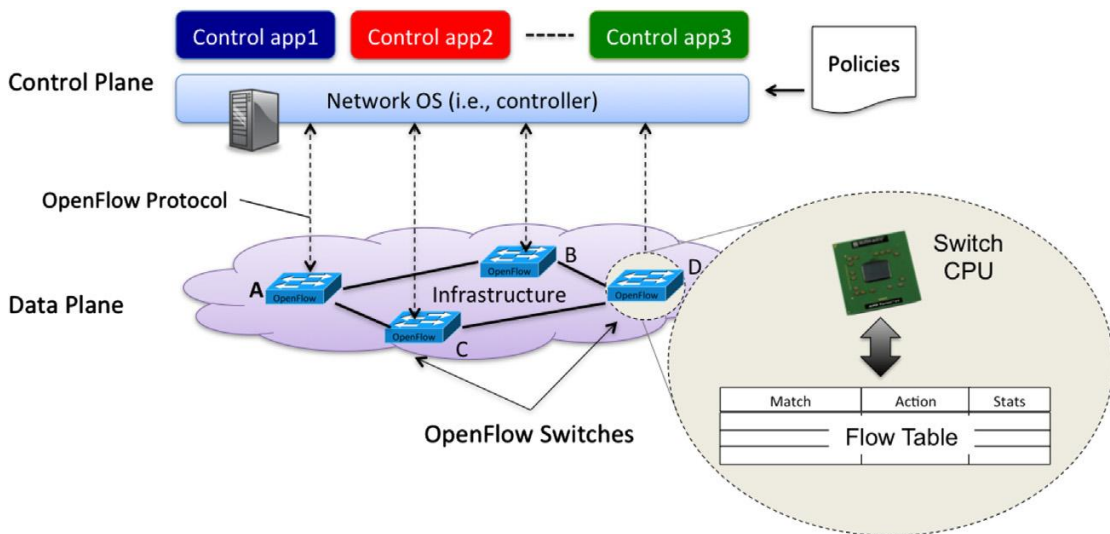 Control app1
Control app2
Control app3
Policies
Control Plane
Network OS (i.e., controller)
OpenFlow Protocol
Data Plane
A
OpenFlow
B
OpenFlow
Infrastructure
OpenFlow
C
D
OpenFlow
OpenFlow Switches
Switch
CPU
Match Action Stats
Flow Table